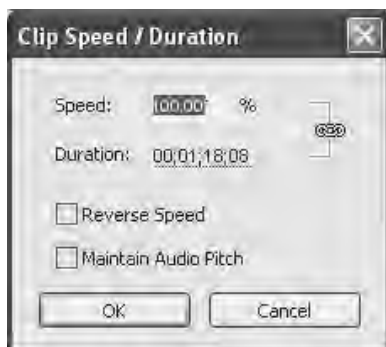 Clip Speed / Duration
Speed: 100.00 %
Duration: 00;01;18;08
Reverse Speed
Maintain Audio Pitch
OK Cancel